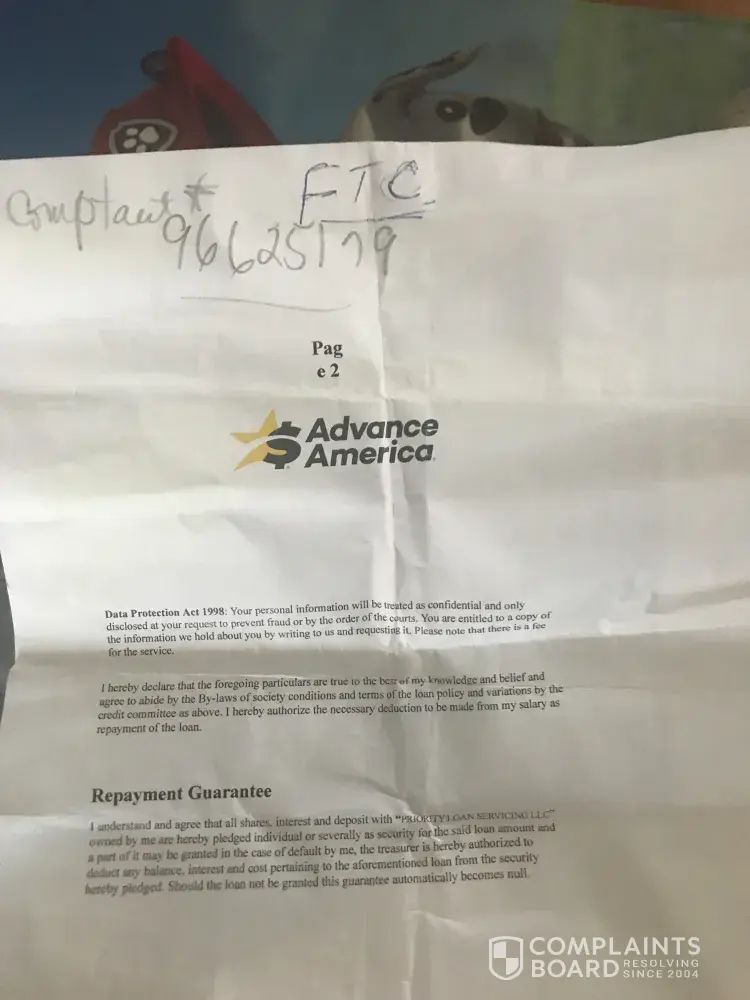 FTC
Complaut #
96625179
Pag
e 2
Advance
America
Data Protection Act 1998: Your personal information will be treated as confidential and only
disclosed at your request to prevent fraud or by the order of the courts. You are entitled to a copy of
the information we hold about you by writing to us and requesting it. Please note that there is a fee
for the service.
I hereby declare that the foregoing particulars are true to the best of my knowledge and belief and
agree to abide by the By-laws of society conditions and terms of the loan policy and variations by the
credit committee as above. I hereby authorize the necessary deduction to be made from my salary as
repayment of the loan.
Repayment Guarantee
I understand and agree that all shares, interest and deposit with "PRIORITY LOAN SERVICING LLC"
owned by me are hereby pledged individual or severally as security for the said loan amount and
a part of it may be granted in the case of default by me, the treasurer is hereby authorized to
deduct any balance, interest and cost pertaining to the aforementioned loan from the security
hereby pledged. Should the loan not be granted this guarantee automatically becomes null.
COMPLAINTS
BOARD RESOLVING
SINCE 2004